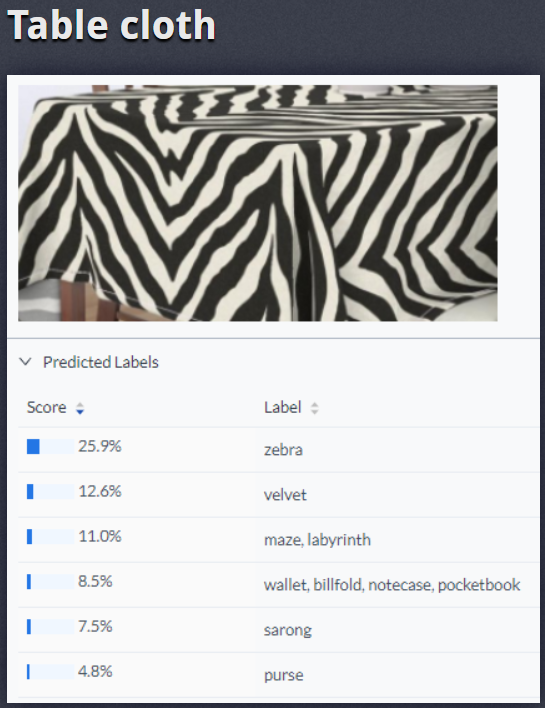 Table cloth
Predicted Labels
Score Label
25.9% zebra
12.6% velvet
11.0% maze, labyrinth
8.5% wallet, billfold, notecase, pocketbook
7.5% sarong
4.8% purse